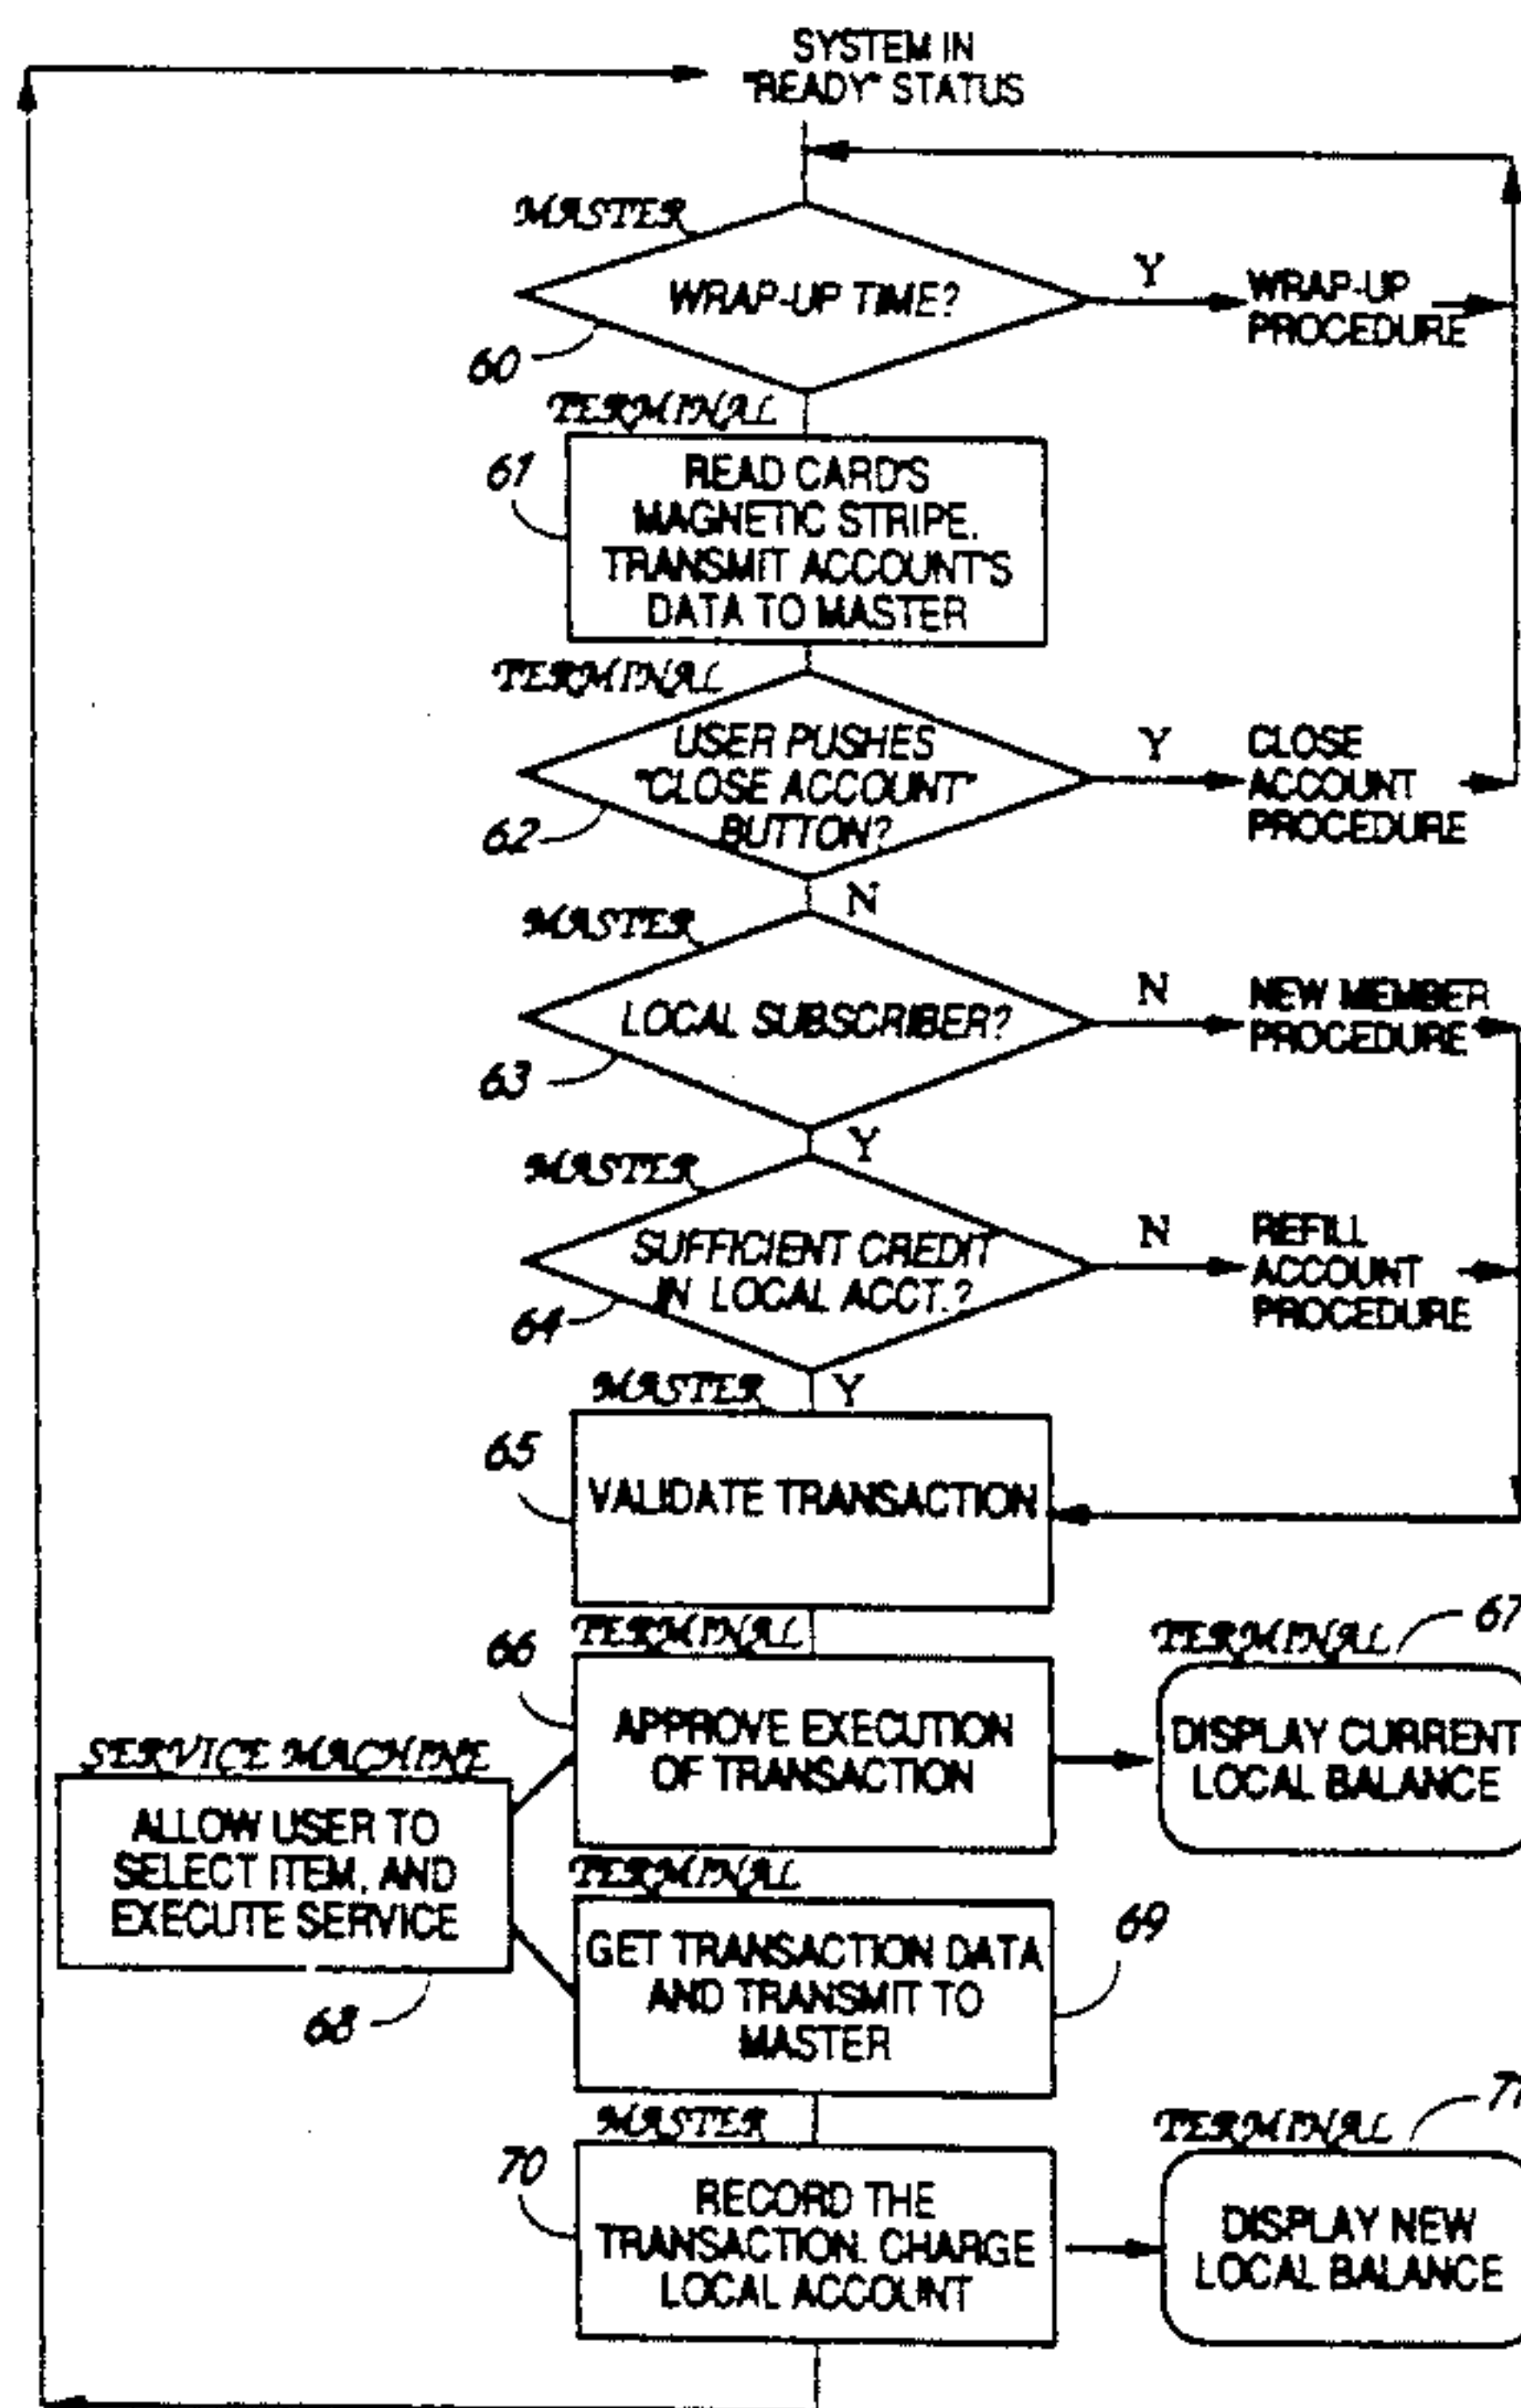 SYSTEM IN
"READY" STATUS
MASTER
WRAP-UP TIME?
60
Y
WRAP-UP
PROCEDURE
TERMINAL
61
READ CARD'S
MAGNETIC STRIPE.
TRANSMIT ACCOUNT'S
DATA TO MASTER
TERMINAL
USER PUSHES
"CLOSE ACCOUNT"
BUTTON?
62
Y
CLOSE
ACCOUNT
PROCEDURE
N
MASTER
LOCAL SUBSCRIBER?
63
N
NEW MEMBER
PROCEDURE
Y
MASTER
SUFFICIENT CREDIT
IN LOCAL ACCT.?
64
N
REFILL
ACCOUNT
PROCEDURE
Y
MASTER
65
VALIDATE TRANSACTION
TERMINAL
66
APPROVE EXECUTION
OF TRANSACTION
TERMINAL
67
DISPLAY CURRENT
LOCAL BALANCE
SERVICE MACHINE
ALLOW USER TO
SELECT ITEM, AND
EXECUTE SERVICE
68
TERMINAL
GET TRANSACTION DATA
AND TRANSMIT TO
MASTER
69
MASTER
70
RECORD THE
TRANSACTION. CHARGE
LOCAL ACCOUNT
TERMINAL
71
DISPLAY NEW
LOCAL BALANCE